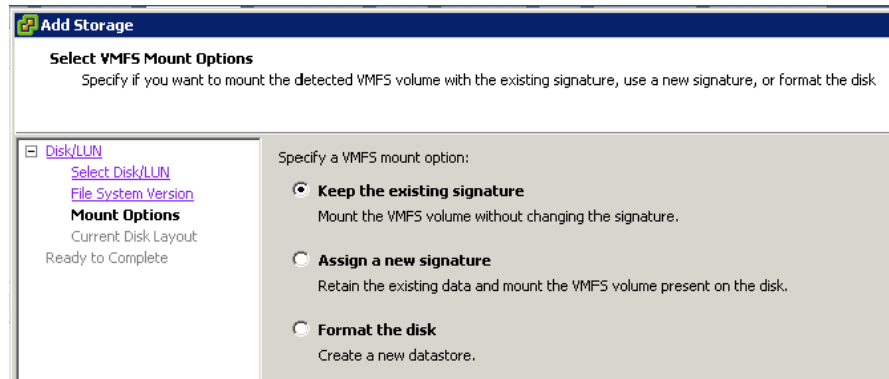 Add Storage
Select VMFS Mount Options
Specify if you want to mount the detected VMFS volume with the existing signature, use a new signature, or format the disk
Disk/LUN
Select Disk/LUN
File System Version
Mount Options
Current Disk Layout
Ready to Complete
Specify a VMFS mount option:
Keep the existing signature
Mount the VMFS volume without changing the signature.
Assign a new signature
Retain the existing data and mount the VMFS volume present on the disk.
Format the disk
Create a new datastore.